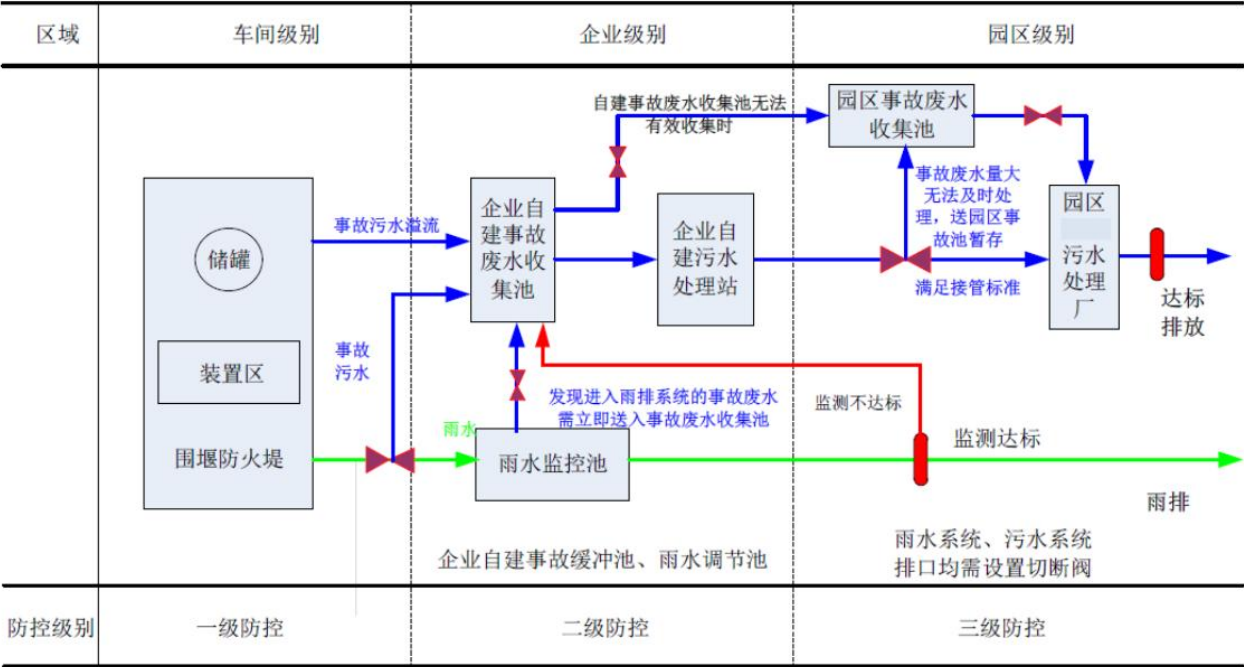 区域
车间级别
企业级别
园区级别
自建事故废水收集池无法
有效收集时
园区事故废水
收集池
事故废水量大
无法及时处
理，送园区事
故池暂存
事故污水溢流
储罐
企业自
建事故
废水收
集池
企业自
建污水
处理站
园区
污水
处理
厂
满足接管标准
达标
排放
事故
污水
装置区
发现进入雨排系统的事故废水
需立即送入事故废水收集池
监测不达标
雨水
围堰防火堤
雨水监控池
监测达标
雨排
企业自建事故缓冲池、雨水调节池
雨水系统、污水系统
排口均需设置切断阀
防控级别
一级防控
二级防控
三级防控